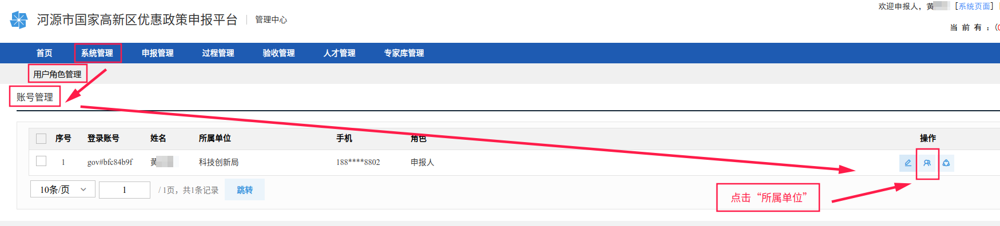 欢迎申报人，黄 [系统页面]
河源市国家高新区优惠政策申报平台 管理中心
当 前 有 ：(
首页 系统管理 申报管理 过程管理 验收管理 人才管理 专家库管理
用户角色管理
账号管理
序号 登录账号 姓名 所属单位 手机 角色 操作
1 gov#bfc84b9f 黄 科技创新局 188****8802 申报人
10条/页 1 / 1页，共1条记录 跳转
点击“所属单位”